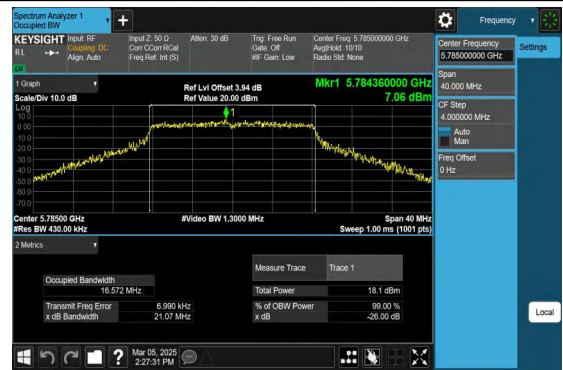 Spectrum Analyzer 1
Occupied BW
+
Frequency
KEYSIGHT
RL
Input: RF
Coupling: DC
Align: Auto
Input Z: 50 Ω
Corr CCorr RCal
Freq Ref: Int (S)
Atten: 30 dB
Trig: Free Run
Gate: Off
#IF Gain: Low
Center Freq: 5.785000000 GHz
Avg|Hold: 10/10
Radio Std: None
Center Frequency
5.785000000 GHz
Settings
Span
40.000 MHz
CF Step
4.000000 MHz
Auto
Man
Freq Offset
0 Hz
1 Graph
Scale/Div 10.0 dB
Ref Lvl Offset 3.94 dB
Ref Value 20.00 dBm
Mkr1 5.784360000 GHz
7.06 dBm
Log
10.0
0.00
-10.0
-20.0
-30.0
-40.0
-50.0
-60.0
-70.0
1
Center 5.78500 GHz
#Res BW 430.00 kHz
#Video BW 1.3000 MHz
Span 40 MHz
Sweep 1.00 ms (1001 pts)
2 Metrics
Measure Trace
Trace 1
Occupied Bandwidth
16.572 MHz
Total Power
18.1 dBm
Transmit Freq Error
6.990 kHz
% of OBW Power
99.00 %
x dB Bandwidth
21.07 MHz
x dB
-26.00 dB
Local
?
Mar 05, 2025
2:27:31 PM